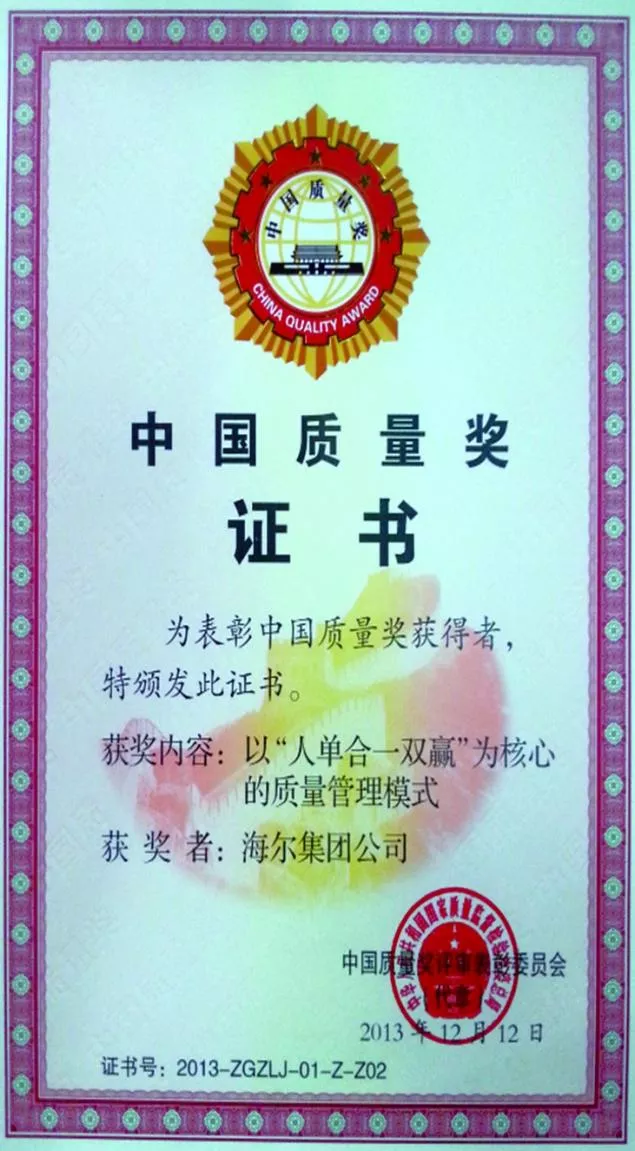 中国质量奖
CHINA QUALITY AWARD
中国质量奖
证书
为表彰中国质量奖获得者，
特颁发此证书。
获奖内容：以“人单合一双赢”为核心
的质量管理模式
获奖者：海尔集团公司
中国质量奖评审表彰委员会
（代章）
2013年12月12日
证书号：2013-ZGZLJ-01-Z-Z02